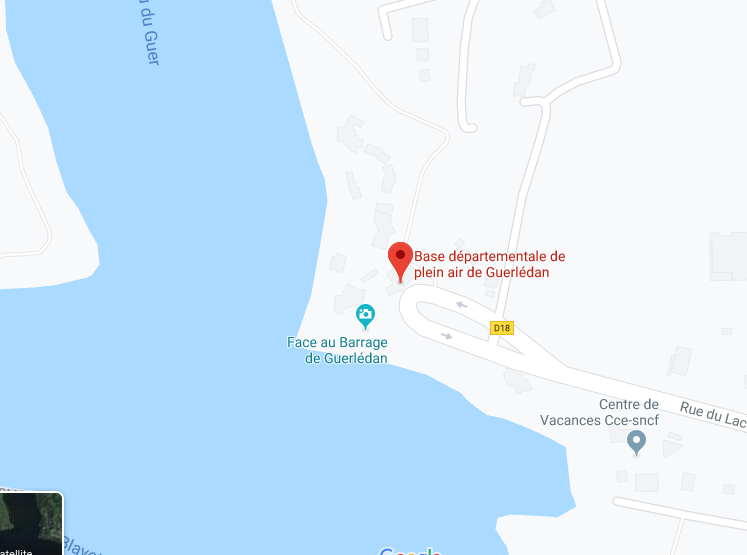 u du Guer
Base départementale de
plein air de Guerlédan
D18
Face au Barrage
de Guerlédan
Rue du Lac
Centre de
Vacances Cce-sncf
Blavet
atellite
Google